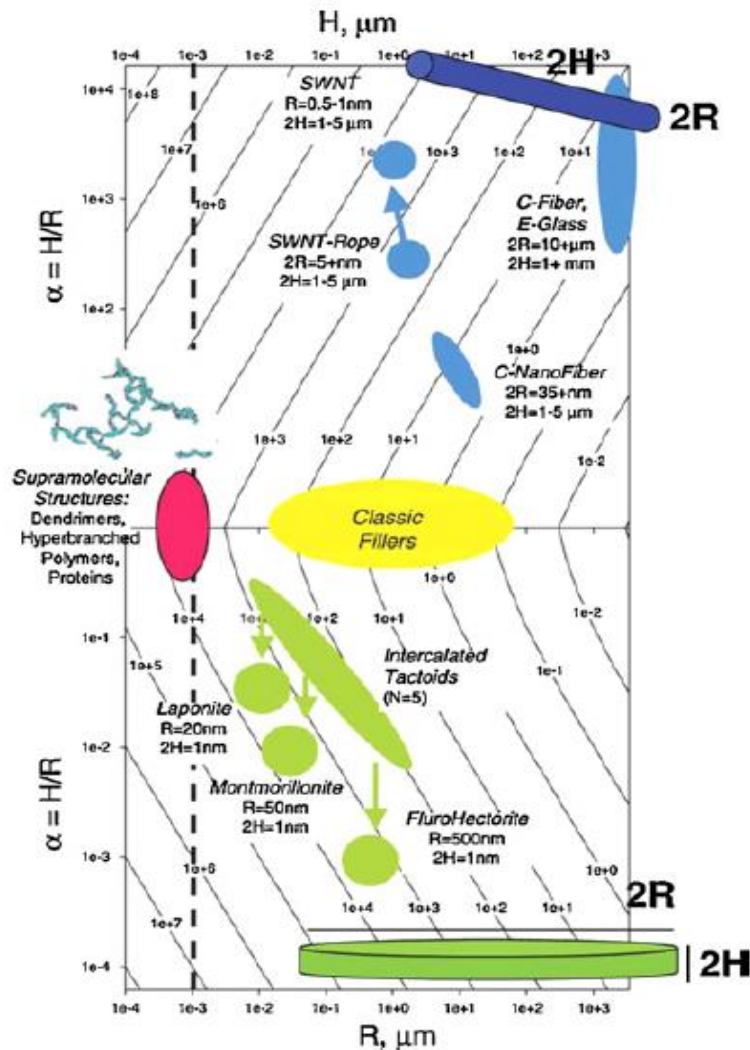 H, μm
1e-4 1e-3 1e-2 1e-1 1e+0 1e+1 1e+2 1e+3
2H
2R
1e+4
1e+3
1e+2
α = H/R
1e+8
1e+7
1e+6
1e+3
1e+2
1e+1
SWNT
R=0.5-1nm
2H=1-5 μm
SWNT-Rope
2R=5+nm
2H=1-5 μm
C-Fiber,
E-Glass
2R=10+μm
2H=1+ mm
1e+0
C-NanoFiber
2R=35+nm
2H=1-5 μm
1e+3
1e+2
1e+1
1e-2
Supramolecular
Structures:
Dendrimers,
Hyperbranched
Polymers,
Proteins
Classic
Fillers
1e+0
1e-2
1e+4
1e+2
1e+1
1e-1
1e+5
1e-1
1e-2
1e-3
1e-4
α = H/R
Intercalated
Tactoids
(N=5)
Laponite
R=20nm
2H=1nm
Montmorillonite
R=50nm
2H=1nm
FluroHectorite
R=500nm
2H=1nm
1e+6
1e+7
1e+0
1e+4
1e+3
1e+2
1e+1
2R
2H
1e-4 1e-3 1e-2 1e-1 1e+0 1e+1 1e+2 1e+3
R, μm